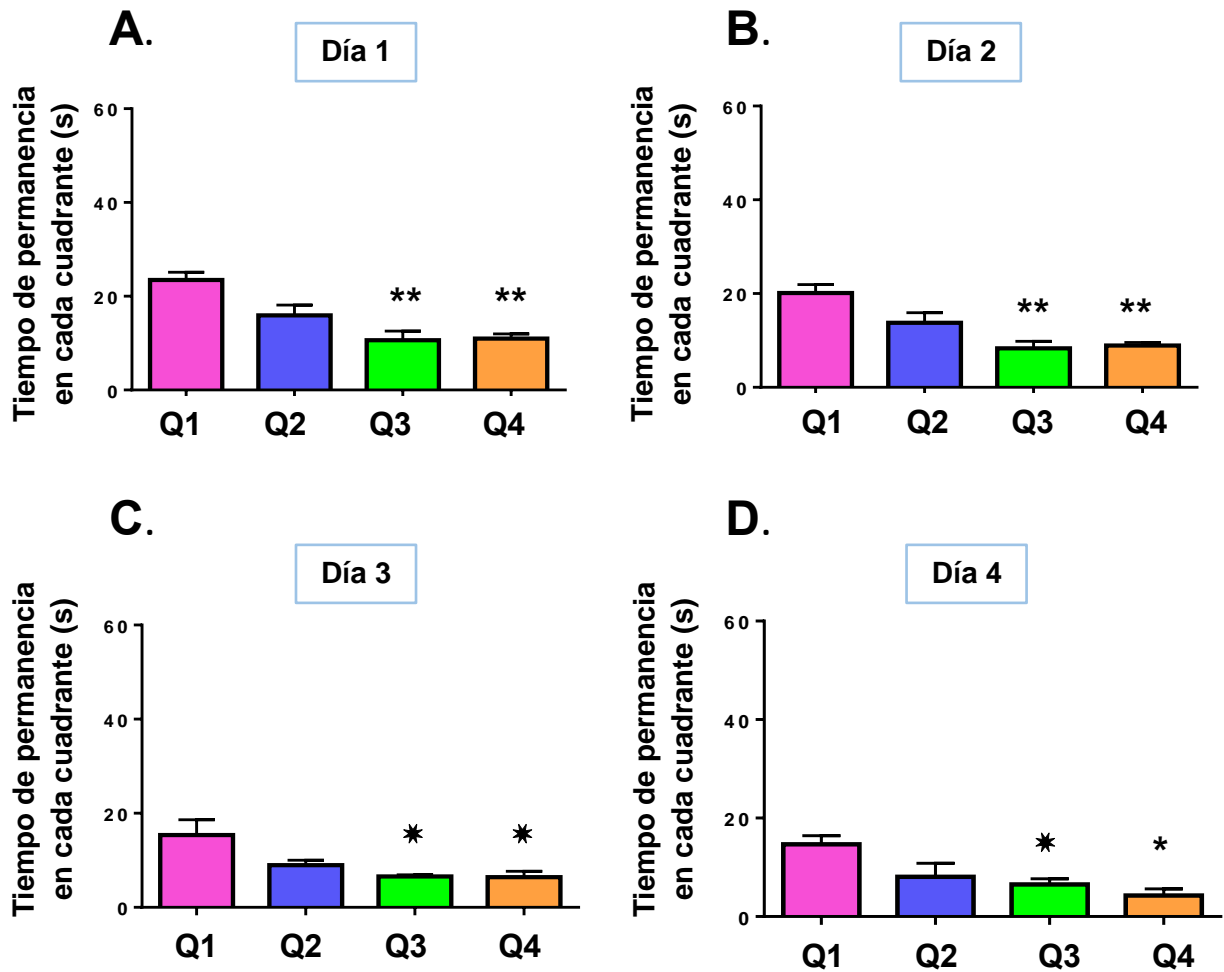 A.
Día 1
Tiempo de permanencia
en cada cuadrante (s)
60
40
20
0
** **
Q1 Q2 Q3 Q4
B.
Día 2
Tiempo de permanencia
en cada cuadrante (s)
60
40
20
0
** **
Q1 Q2 Q3 Q4
C.
Día 3
Tiempo de permanencia
en cada cuadrante (s)
60
40
20
0
* *
Q1 Q2 Q3 Q4
D.
Día 4
Tiempo de permanencia
en cada cuadrante (s)
60
40
20
0
* *
Q1 Q2 Q3 Q4